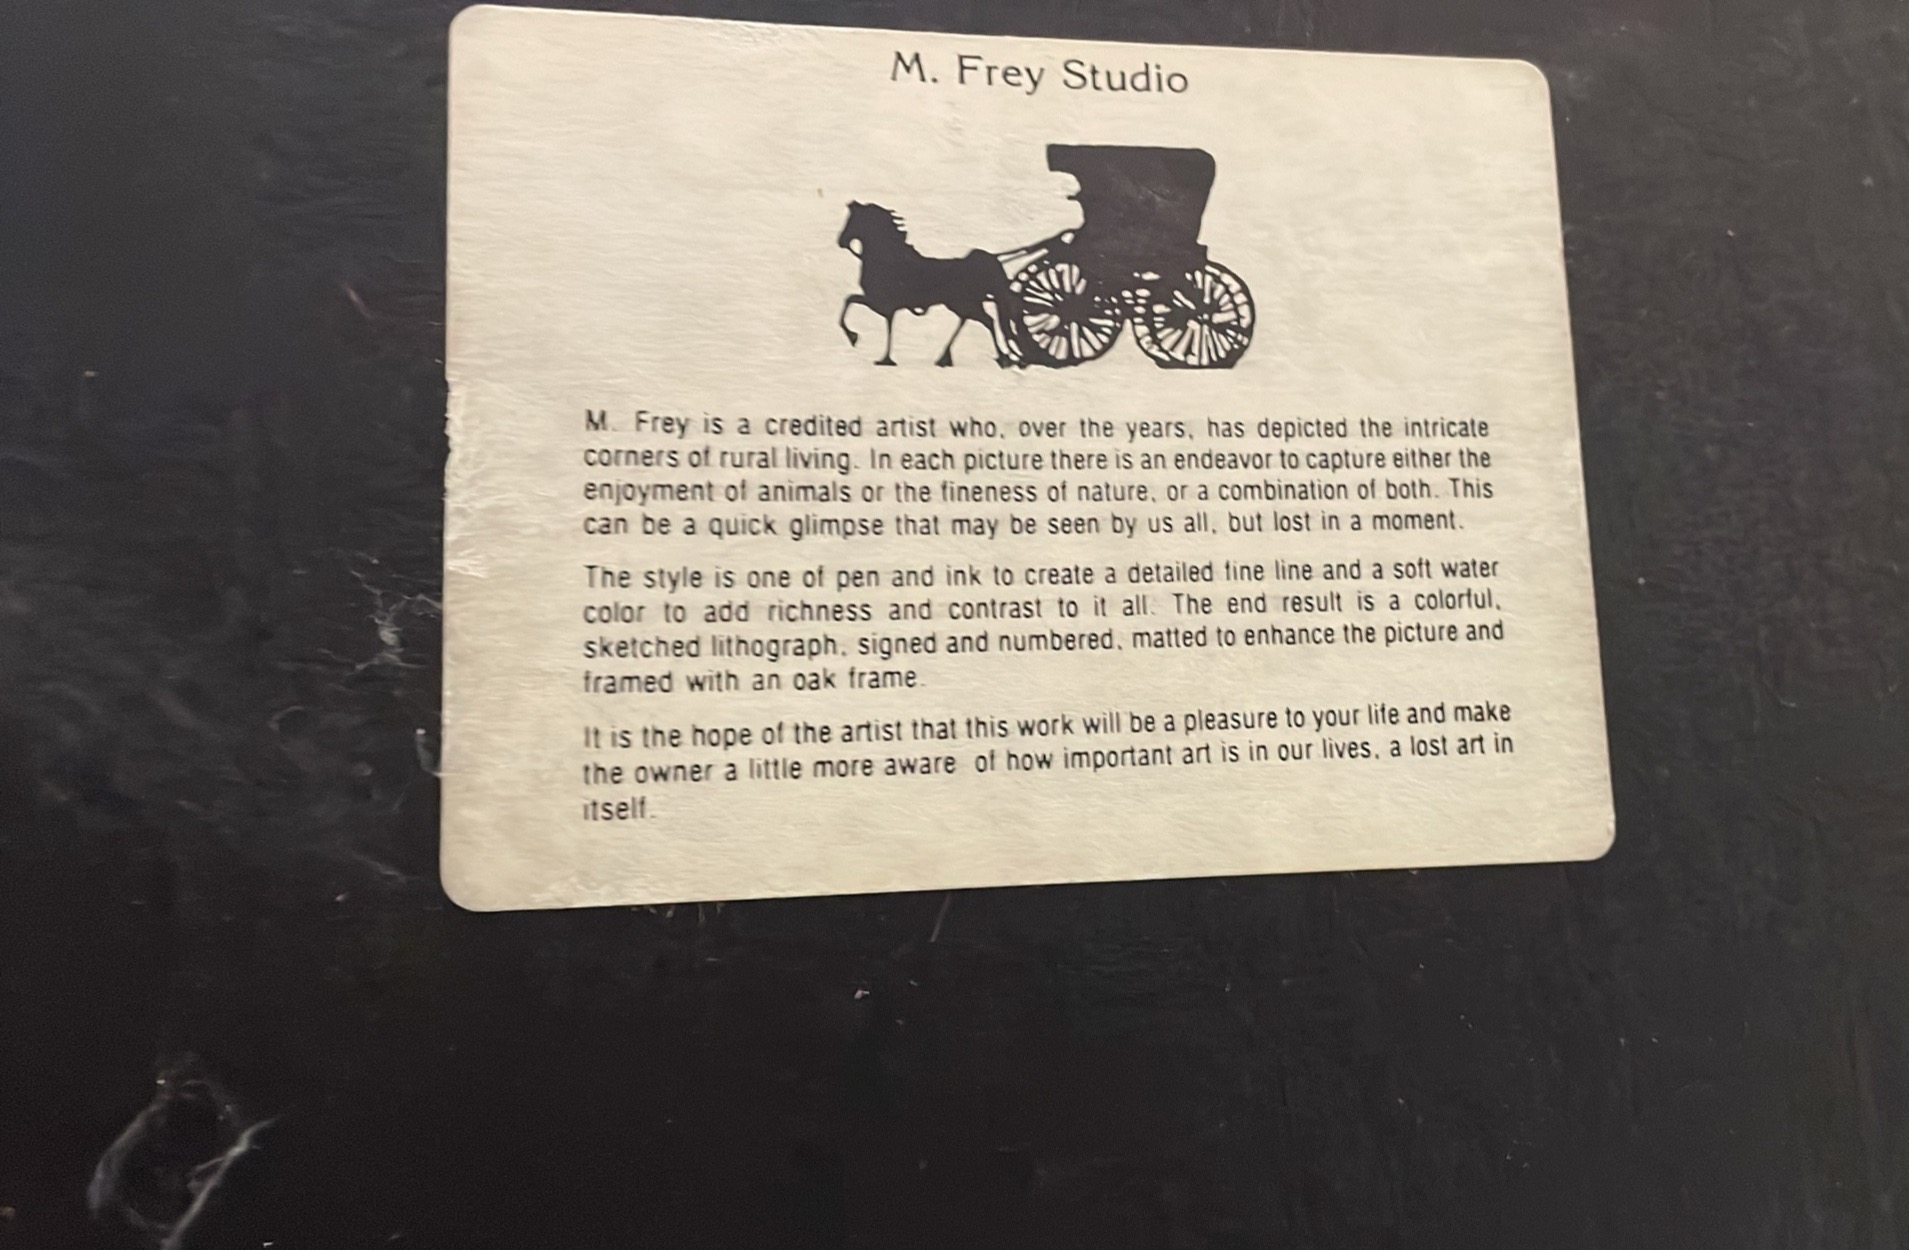 M. Frey Studio
M. Frey is a credited artist who, over the years, has depicted the intricate
corners of rural living. In each picture there is an endeavor to capture either the
enjoyment of animals or the fineness of nature, or a combination of both. This
can be a quick glimpse that may be seen by us all, but lost in a moment.
The style is one of pen and ink to create a detailed fine line and a soft water
color to add richness and contrast to it all. The end result is a colorful,
sketched lithograph, signed and numbered, matted to enhance the picture and
framed with an oak frame.
It is the hope of the artist that this work will be a pleasure to your life and make
the owner a little more aware of how important art is in our lives, a lost art in
itself.